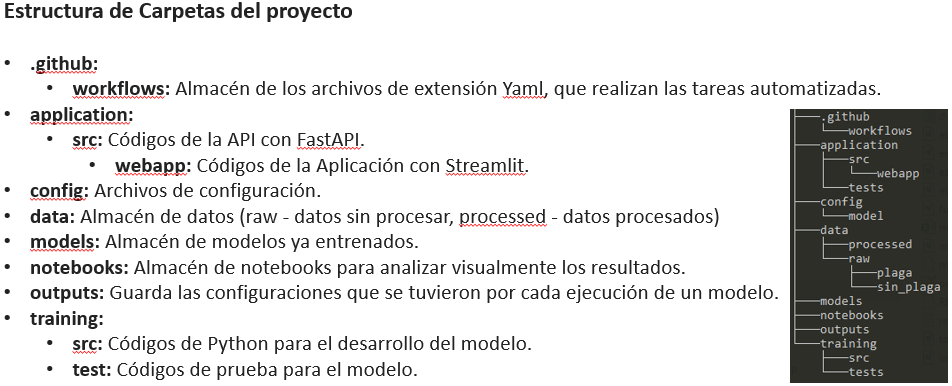 Estructura de Carpetas del proyecto
.github:
workflows: Almacén de los archivos de extensión Yaml, que realizan las tareas automatizadas.
application:
src: Códigos de la API con FastAPI.
webapp: Códigos de la Aplicación con Streamlit.
config: Archivos de configuración.
data: Almacén de datos (raw - datos sin procesar, processed - datos procesados)
models: Almacén de modelos ya entrenados.
notebooks: Almacén de notebooks para analizar visualmente los resultados.
outputs: Guarda las configuraciones que se tuvieron por cada ejecución de un modelo.
training:
src: Códigos de Python para el desarrollo del modelo.
test: Códigos de prueba para el modelo.
.github
workflows
application
src
webapp
tests
config
model
data
processed
raw
plaga
sin_plaga
models
notebooks
outputs
training
src
tests